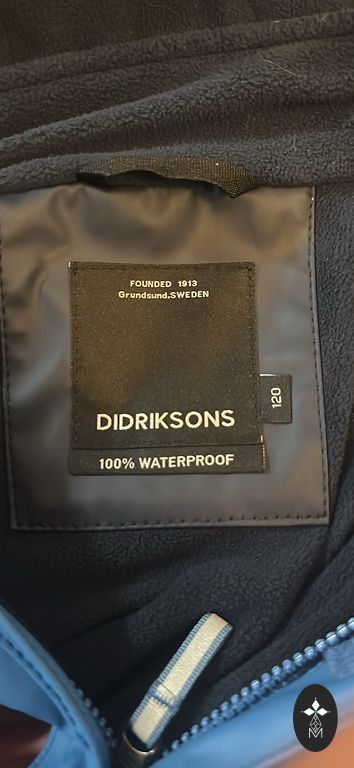 FOUNDED 1913
Grundsund, SWEDEN
DIDRIKSONS
120
100% WATERPROOF